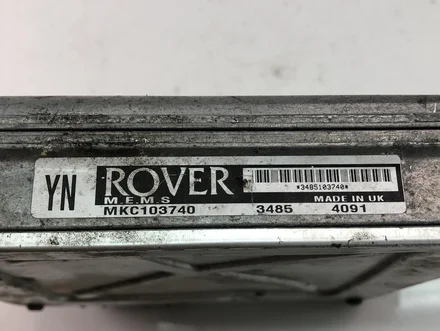 YN
ROVER
*3485103740*
M.E.M.S
MADE IN UK
MKC103740 3485 4091